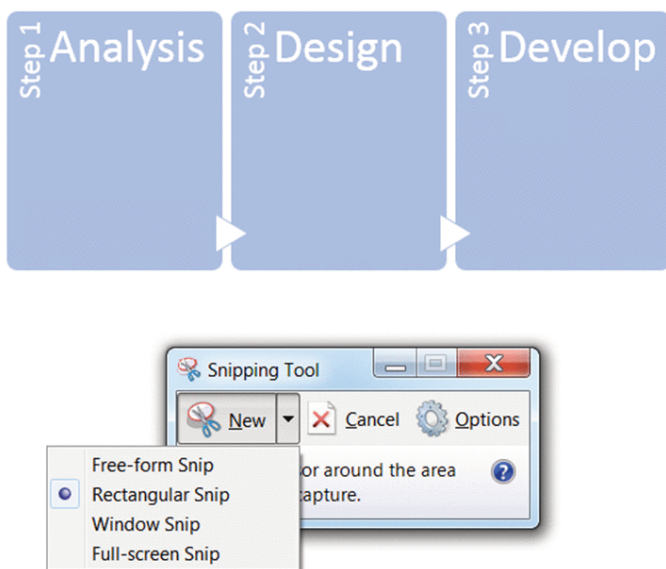 Step 1 Analysis
Step 2 Design
Step 3 Develop
Snipping Tool
New Cancel Options
Free-form Snip
Rectangular Snip
Window Snip
Full-screen Snip
or around the area
capture.